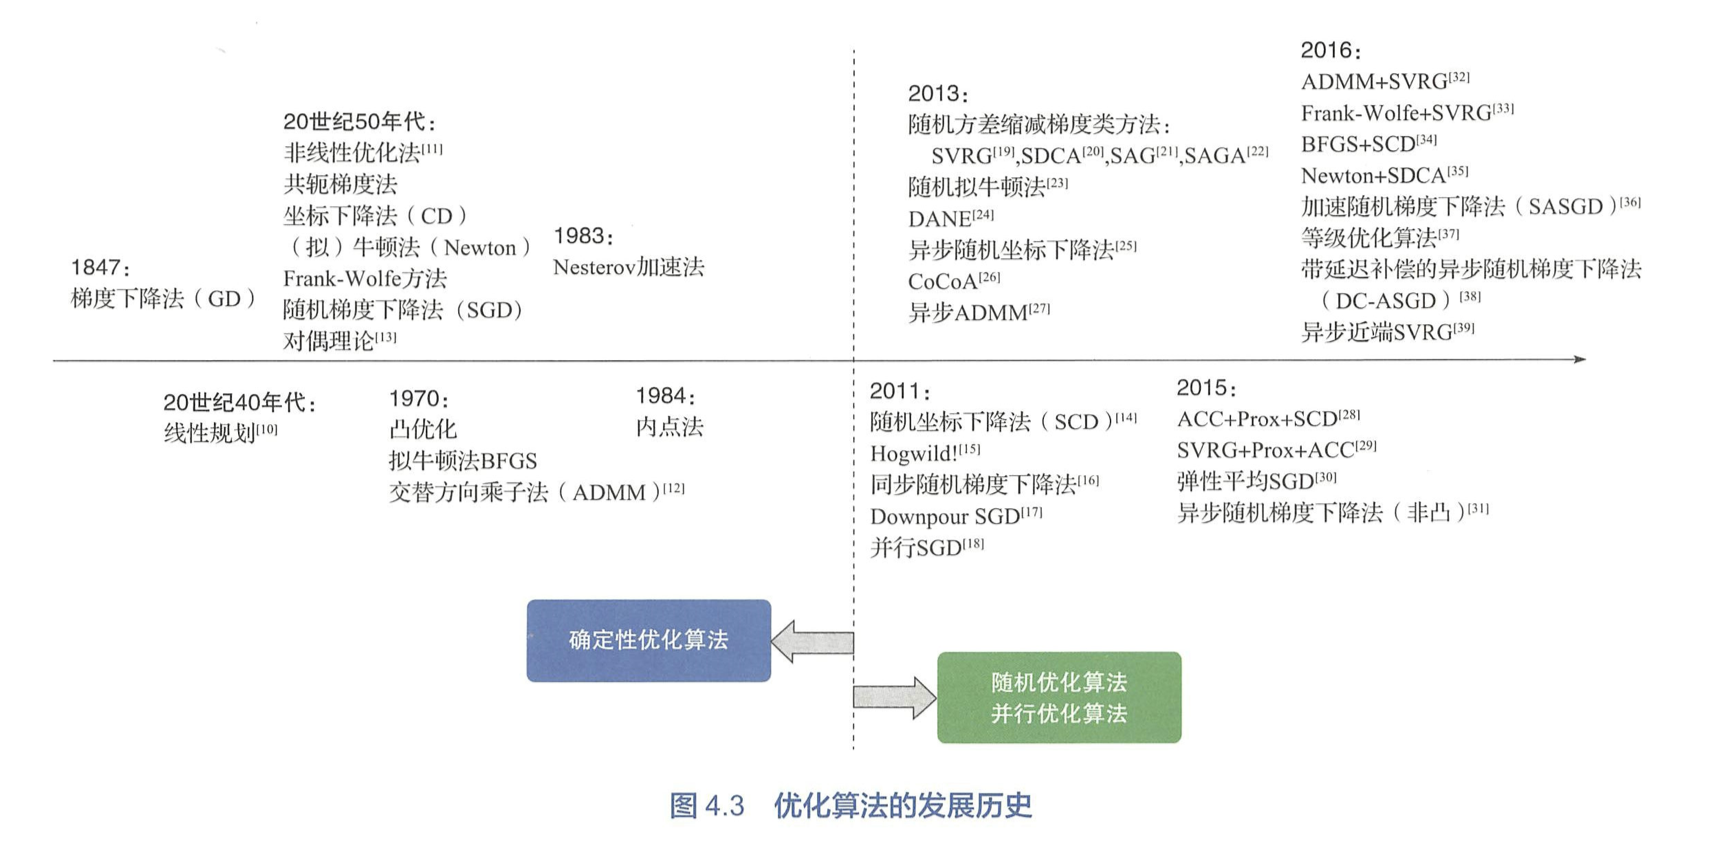 1847：
梯度下降法（GD）
20世纪50年代：
非线性优化法[11]
共轭梯度法
坐标下降法（CD）
（拟）牛顿法（Newton）
Frank-Wolfe方法
随机梯度下降法（SGD）
对偶理论[13]
1983：
Nesterov加速法
2013：
随机方差缩减梯度类方法：
SVRG[19],SDCA[20],SAG[21],SAGA[22]
随机拟牛顿法[23]
DANE[24]
异步随机坐标下降法[25]
CoCoA[26]
异步ADMM[27]
2016：
ADMM+SVRG[32]
Frank-Wolfe+SVRG[33]
BFGS+SCD[34]
Newton+SDCA[35]
加速随机梯度下降法（SASGD）[36]
等级优化算法[37]
带延迟补偿的异步随机梯度下降法
（DC-ASGD）[38]
异步近端SVRG[39]
20世纪40年代：
线性规划[10]
1970：
凸优化
拟牛顿法BFGS
交替方向乘子法（ADMM）[12]
1984：
内点法
2011：
随机坐标下降法（SCD）[14]
Hogwild![15]
同步随机梯度下降法[16]
Downpour SGD[17]
并行SGD[18]
2015：
ACC+Prox+SCD[28]
SVRG+Prox+ACC[29]
弹性平均SGD[30]
异步随机梯度下降法（非凸）[31]
确定性优化算法
随机优化算法
并行优化算法
图 4.3 优化算法的发展历史